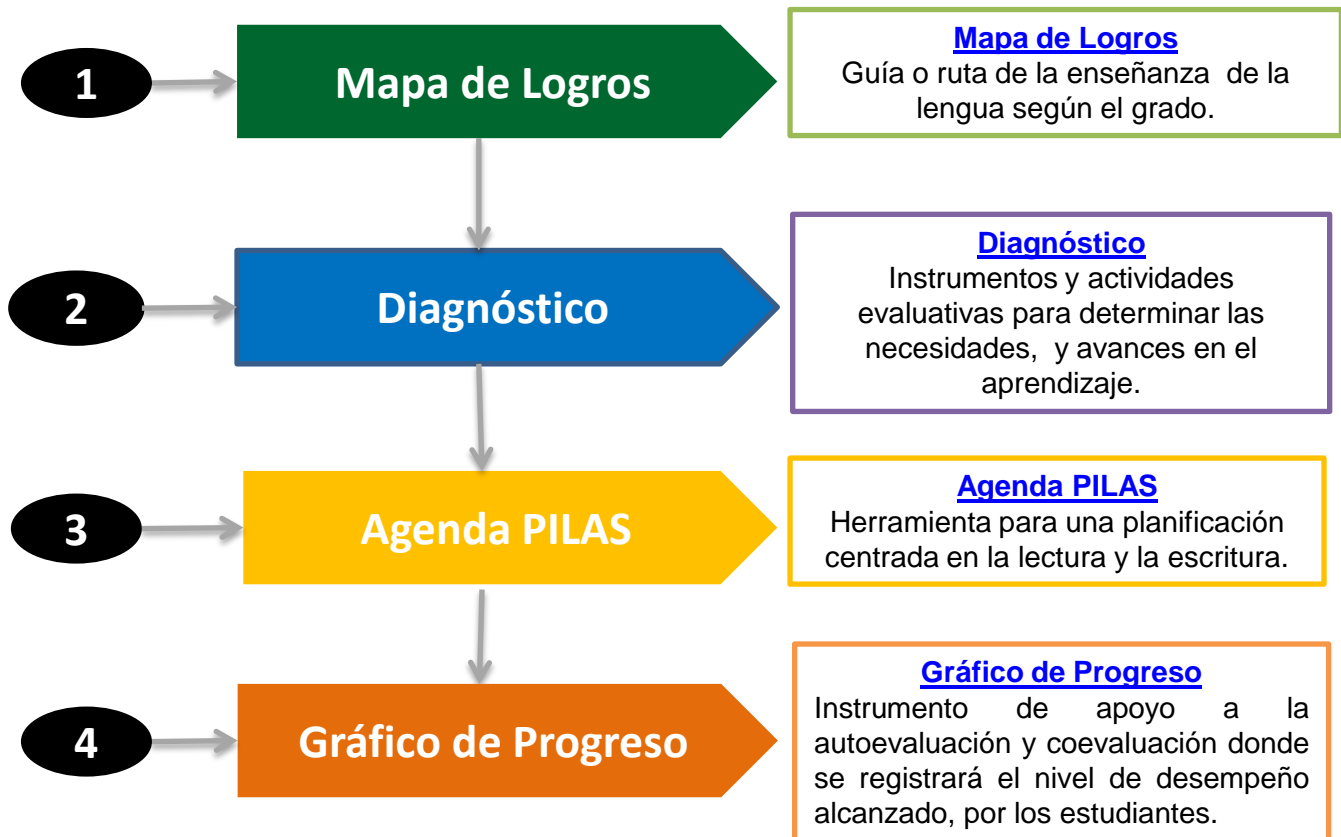 1
Mapa de Logros
Mapa de Logros
Guía o ruta de la enseñanza de la
lengua según el grado.
2
Diagnóstico
Diagnóstico
Instrumentos y actividades
evaluativas para determinar las
necesidades, y avances en el
aprendizaje.
3
Agenda PILAS
Agenda PILAS
Herramienta para una planificación
centrada en la lectura y la escritura.
4
Gráfico de Progreso
Gráfico de Progreso
Instrumento de apoyo a la
autoevaluación y coevaluación donde
se registrará el nivel de desempeño
alcanzado, por los estudiantes.